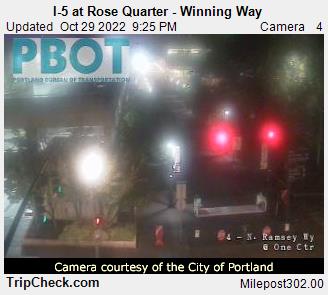 I-5 at Rose Quarter - Winning Way
Updated Oct 29 2022 9:25 PM Camera 4
PBOT
PORTLAND BUREAU OF TRANSPORTATION
4 - N. Ramsey Wy
@ One Ctr
Camera courtesy of the City of Portland
TripCheck.com Milepost302.00